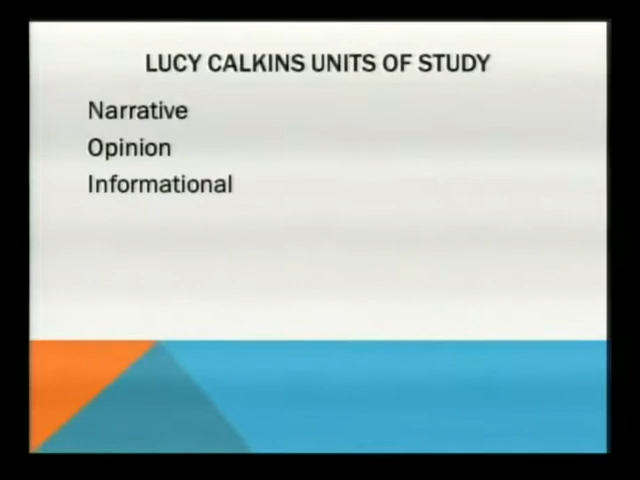 LUCY CALKINS UNITS OF STUDY
Narrative
Opinion
Informational